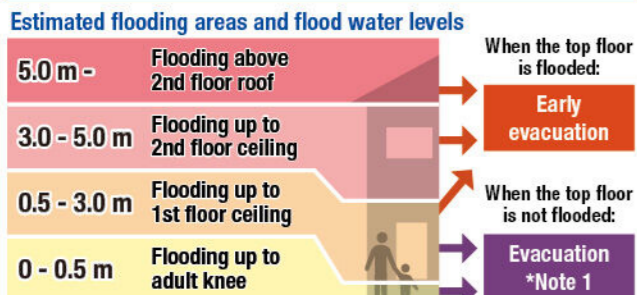 Estimated flooding areas and flood water levels
5.0 m -
Flooding above
2nd floor roof
3.0 - 5.0 m
Flooding up to
2nd floor ceiling
0.5 - 3.0 m
Flooding up to
1st floor ceiling
0 - 0.5 m
Flooding up to
adult knee
When the top floor
is flooded:
Early
evacuation
When the top floor
is not flooded:
Evacuation
*Note 1